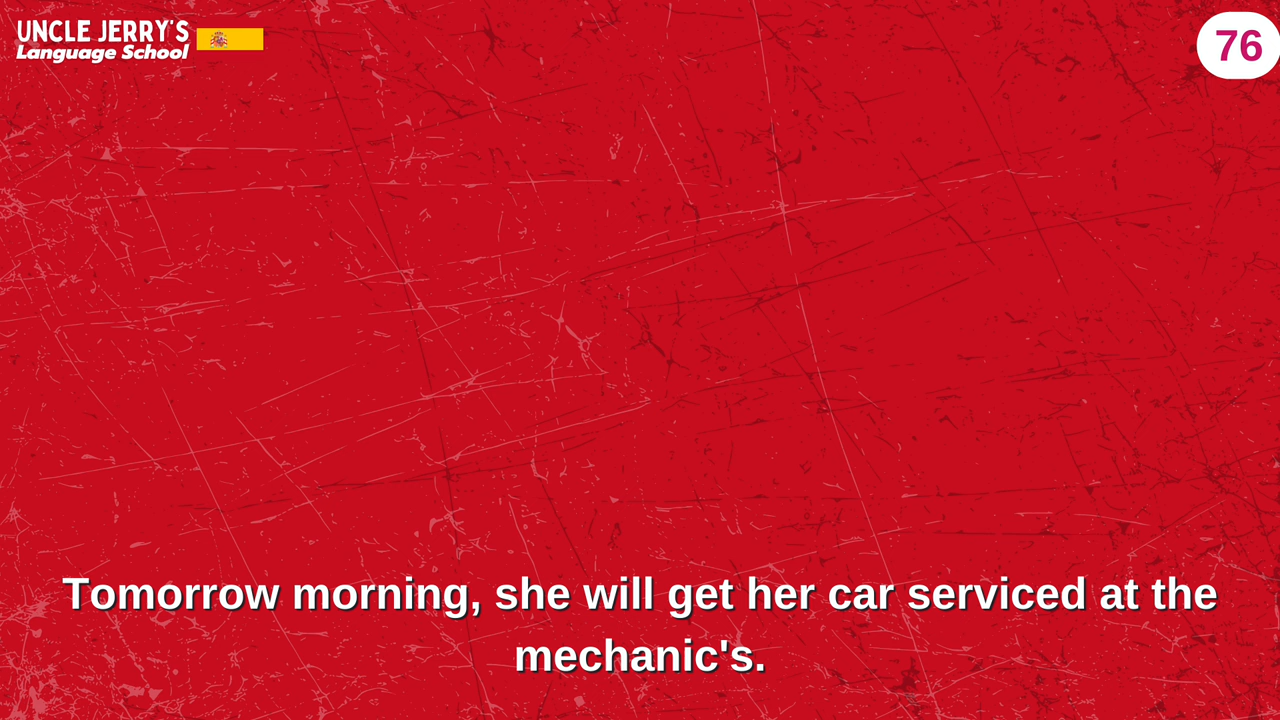 UNCLE JERRY'S
Language School
76
Tomorrow morning, she will get her car serviced at the
mechanic's.